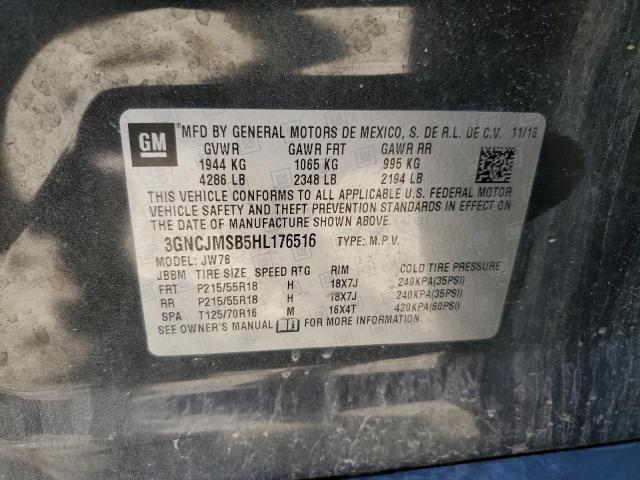 GM
*MFD BY GENERAL MOTORS DE MEXICO, S. DE R.L. DE C.V. 11/16
GVWR GAWR FRT GAWR RR
1944 KG 1065 KG 995 KG
4286 LB 2348 LB 2194 LB
THIS VEHICLE CONFORMS TO ALL APPLICABLE U.S. FEDERAL MOTOR
VEHICLE SAFETY AND THEFT PREVENTION STANDARDS IN EFFECT ON
THE DATE OF MANUFACTURE SHOWN ABOVE.
3GNCJMSB5HL176516 TYPE: M.P.V.
MODEL: JW76
JBBM TIRE SIZE SPEED RTG RIM COLD TIRE PRESSURE
FRT P215/55R18 H 18X7J 240KPA(35PSI)
RR P215/55R18 H 18X7J 240KPA(35PSI)
SPA T125/70R16 M 16X4T 420KPA(60PSI)
SEE OWNER'S MANUAL FOR MORE INFORMATION.